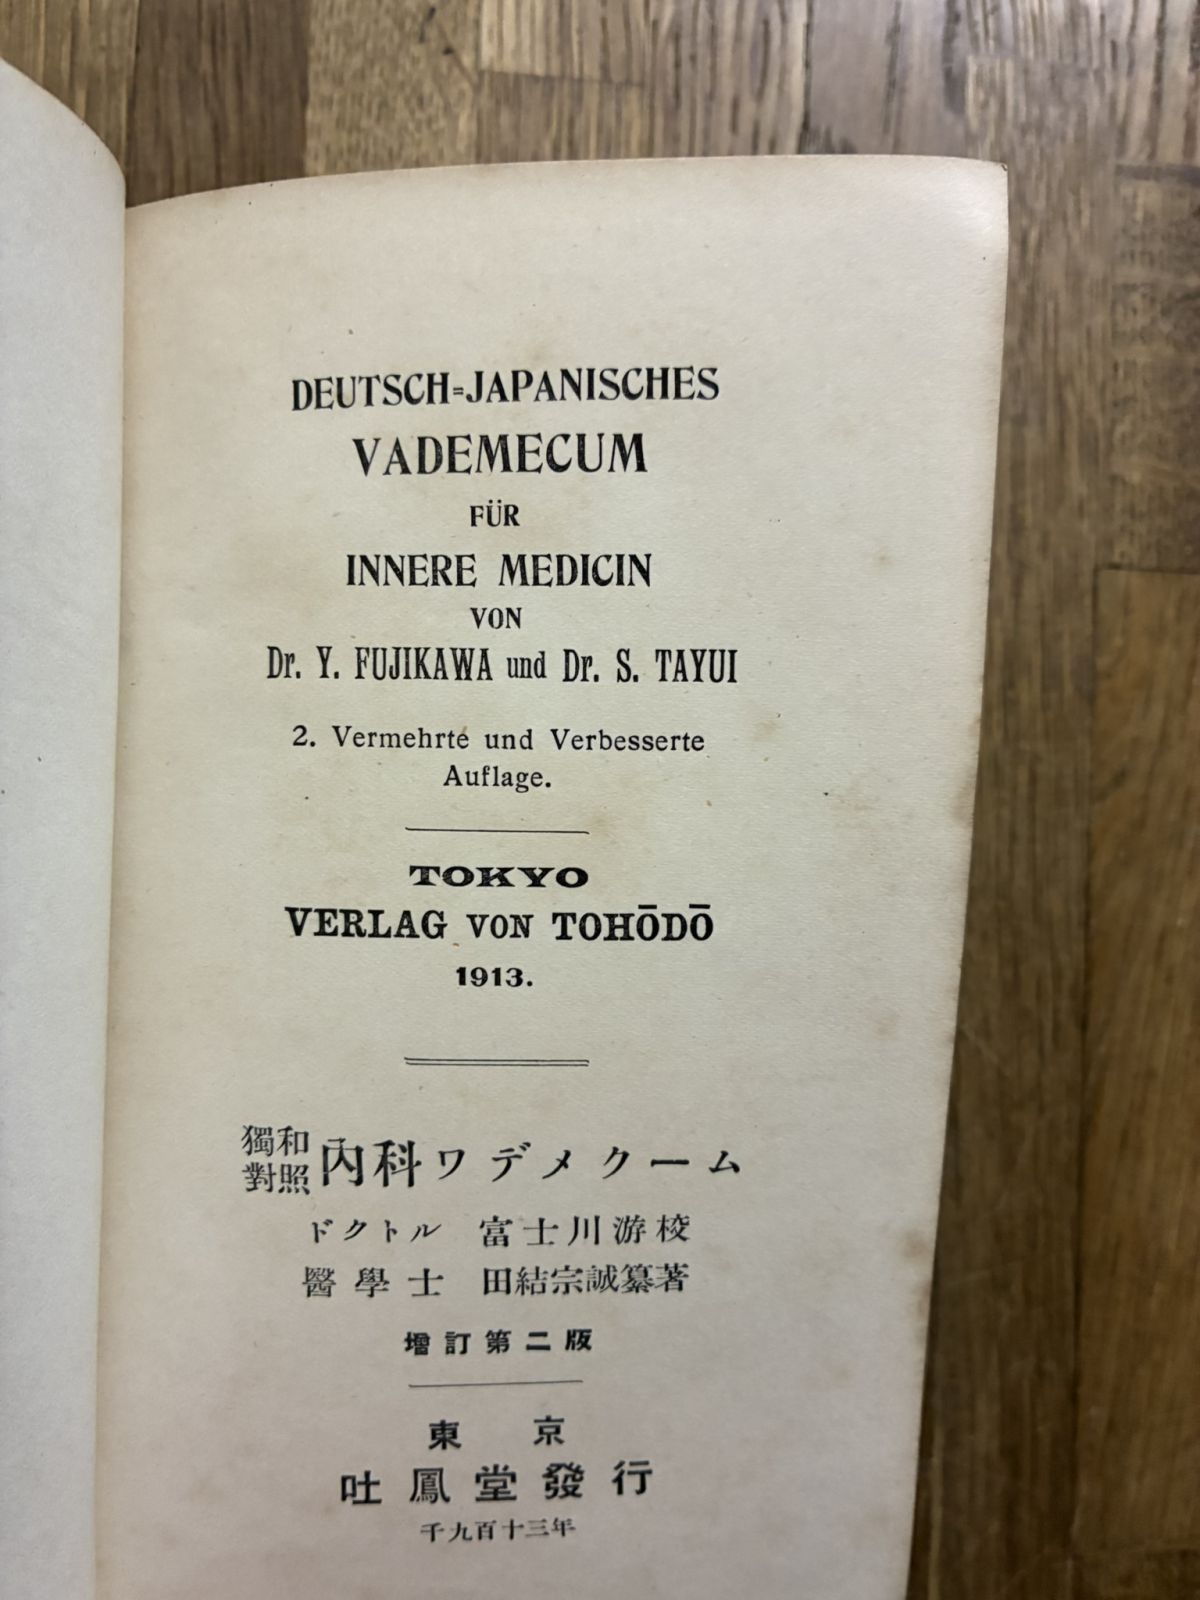 DEUTSCH=JAPANISCHES
VADEMECUM
FÜR
INNERE MEDICIN
VON
Dr. Y. FUJIKAWA und Dr. S. TAYUI
2. Vermehrte und Verbesserte
Auflage.
TOKYO
VERLAG VON TOHŌDŌ
1913.
獨和對照 內科ワデメクーム
ドクトル 富士川游校
醫學士 田結宗誠纂著
增訂第二版
東京
吐鳳堂發行
千九百十三年